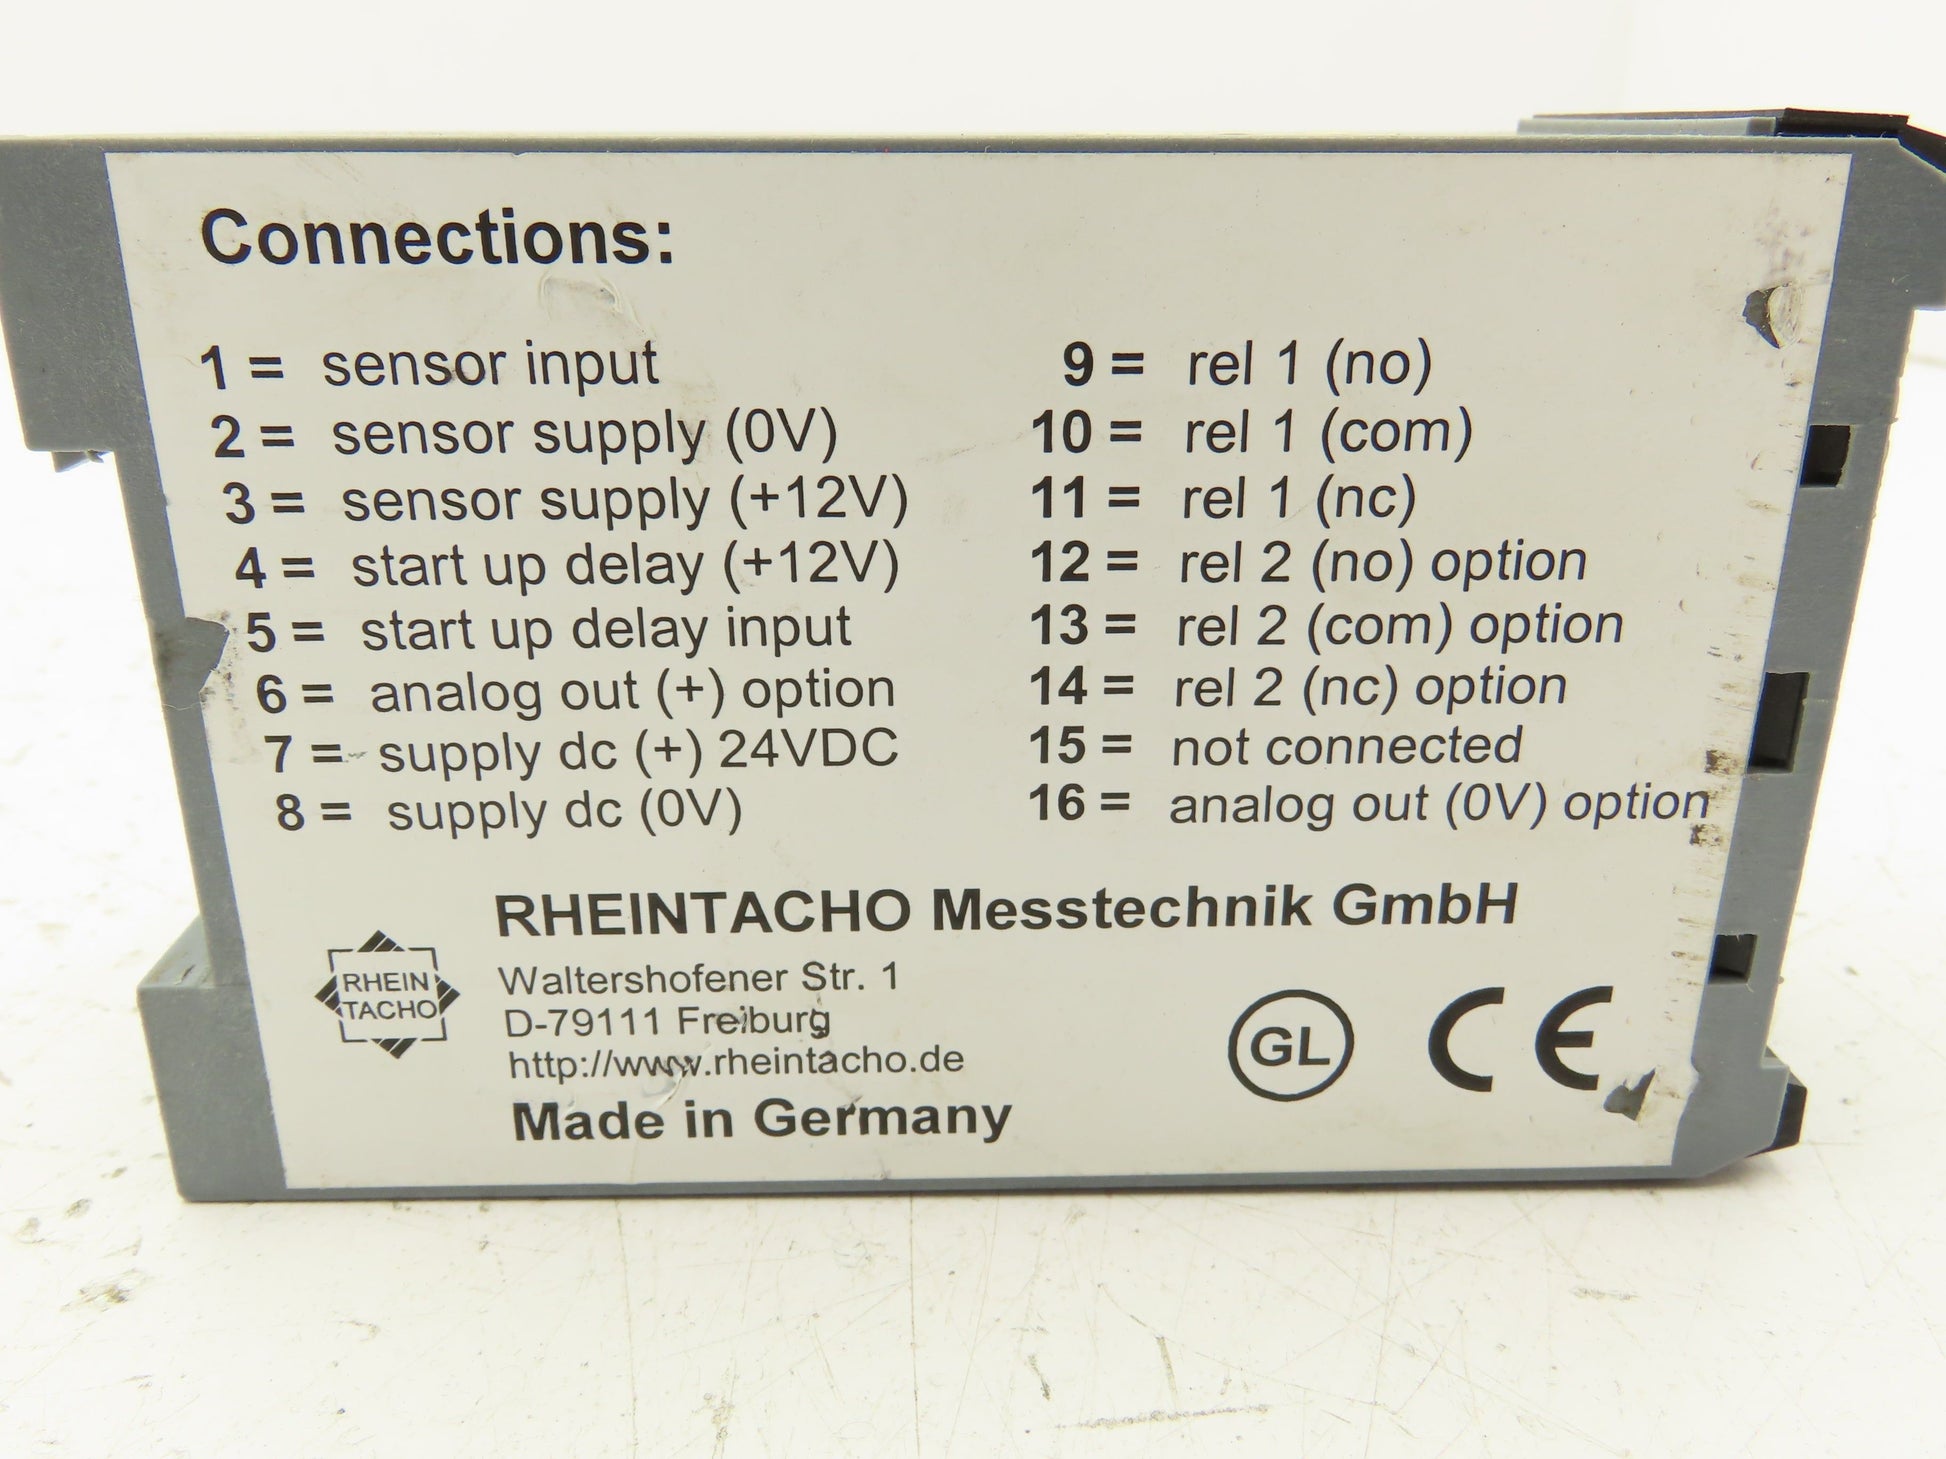 Connections:
1 = sensor input
2 = sensor supply (0V)
3 = sensor supply (+12V)
4 = start up delay (+12V)
5 = start up delay input
6 = analog out (+) option
7 = supply dc (+) 24VDC
8 = supply dc (0V)
9 = rel 1 (no)
10 = rel 1 (com)
11 = rel 1 (nc)
12 = rel 2 (no) option
13 = rel 2 (com) option
14 = rel 2 (nc) option
15 = not connected
16 = analog out (0V) option
RHEIN
TACHO
RHEINTACHO Messtechnik GmbH
Waltershofener Str. 1
D-79111 Freiburg
http://www.rheintacho.de
Made in Germany
GL
CE